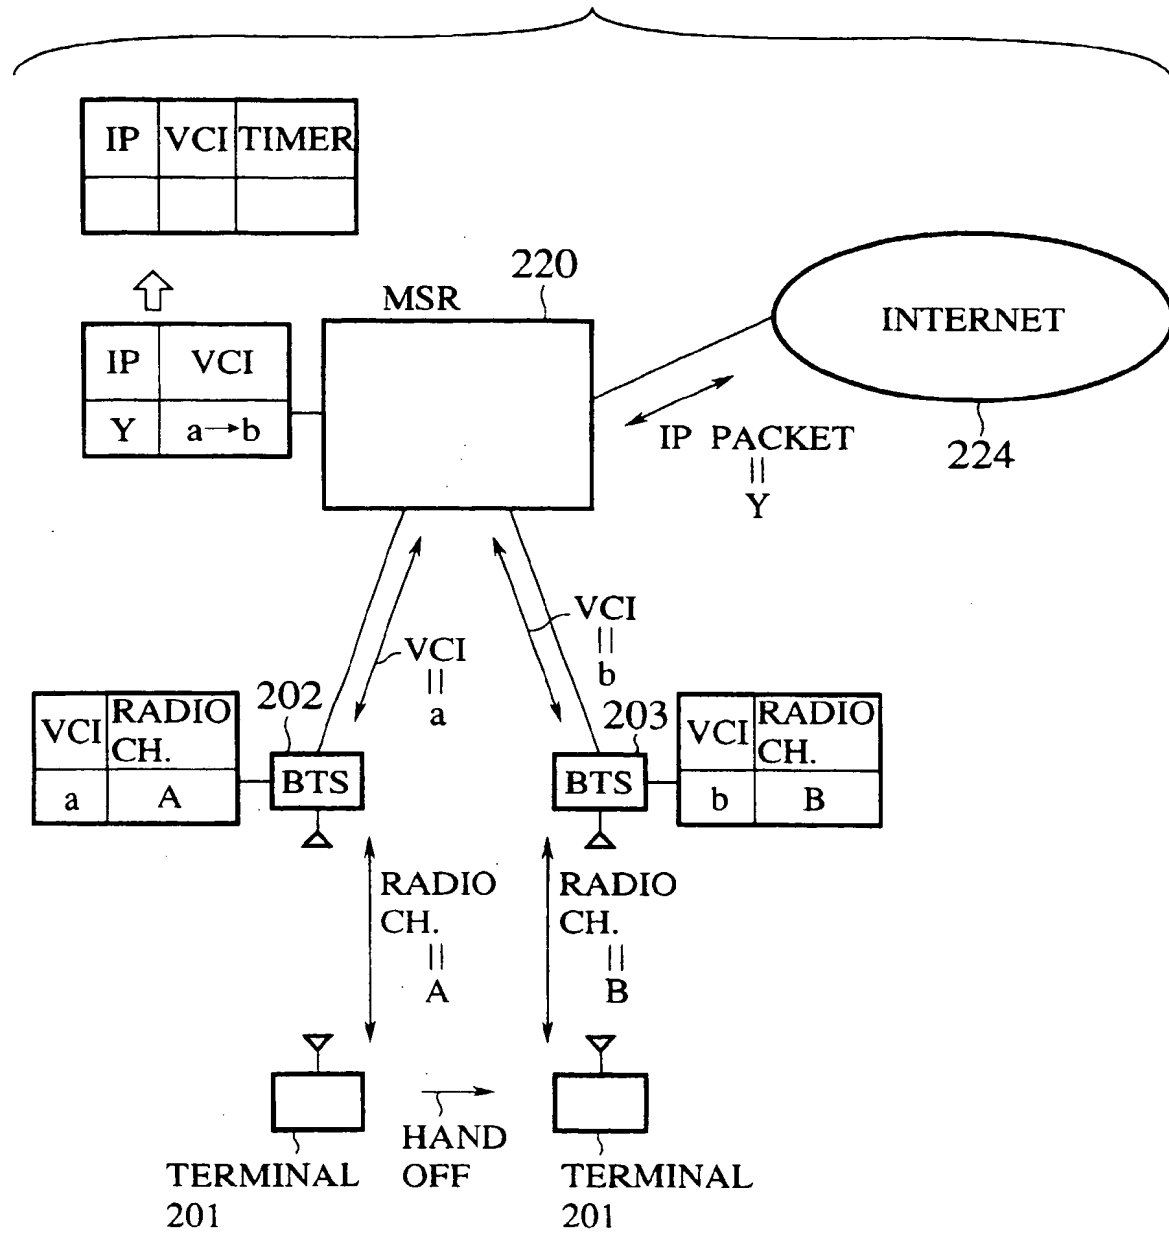 IP VCI TIMER
220
MSR
INTERNET
IP VCI
Y a→b
IP PACKET
=
Y
224
VCI
=
a
VCI
=
b
202
203
VCI RADIO CH.
a A
BTS
BTS
VCI RADIO CH.
b B
RADIO
CH.
=
A
RADIO
CH.
=
B
HAND
OFF
TERMINAL
201
TERMINAL
201